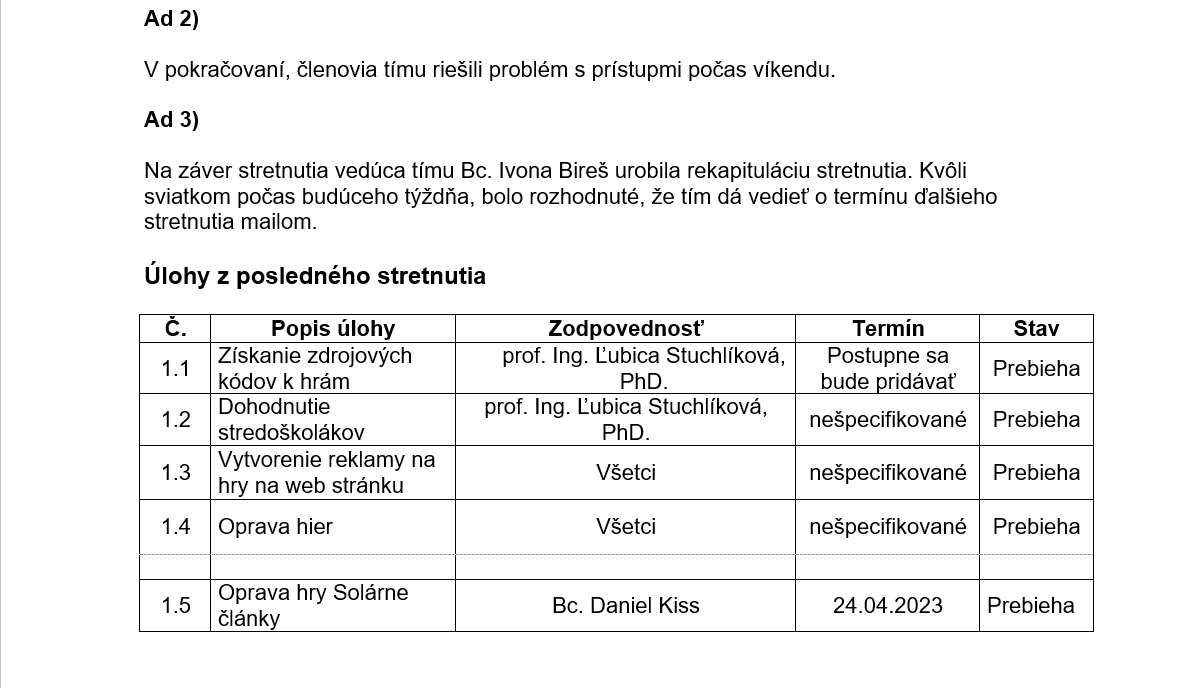 Ad 2)
V pokračovaní, členovia tímu riešili problém s prístupmi počas víkendu.
Ad 3)
Na záver stretnutia vedúca tímu Bc. Ivona Bireš urobila rekapituláciu stretnutia. Kvôli
sviatkom počas budúceho týždňa, bolo rozhodnuté, že tím dá vedieť o termínu ďalšieho
stretnutia mailom.
Úlohy z posledného stretnutia
Č. Popis úlohy Zodpovednosť Termín Stav
1.1 Získanie zdrojových kódov k hrám prof. Ing. Ľubica Stuchlíková, PhD. Postupne sa bude pridávať Prebieha
1.2 Dohodnutie stredoškolákov prof. Ing. Ľubica Stuchlíková, PhD. nešpecifikované Prebieha
1.3 Vytvorenie reklamy na hry na web stránku Všetci nešpecifikované Prebieha
1.4 Oprava hier Všetci nešpecifikované Prebieha
1.5 Oprava hry Solárne články Bc. Daniel Kiss 24.04.2023 Prebieha